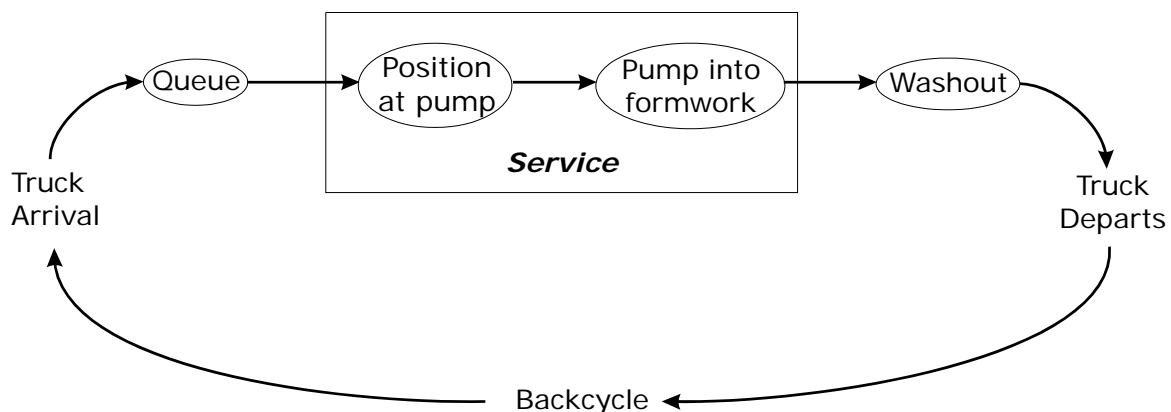 Queue
Position
at pump
Pump into
formwork
Washout
Service
Truck
Arrival
Truck
Departs
Backcycle